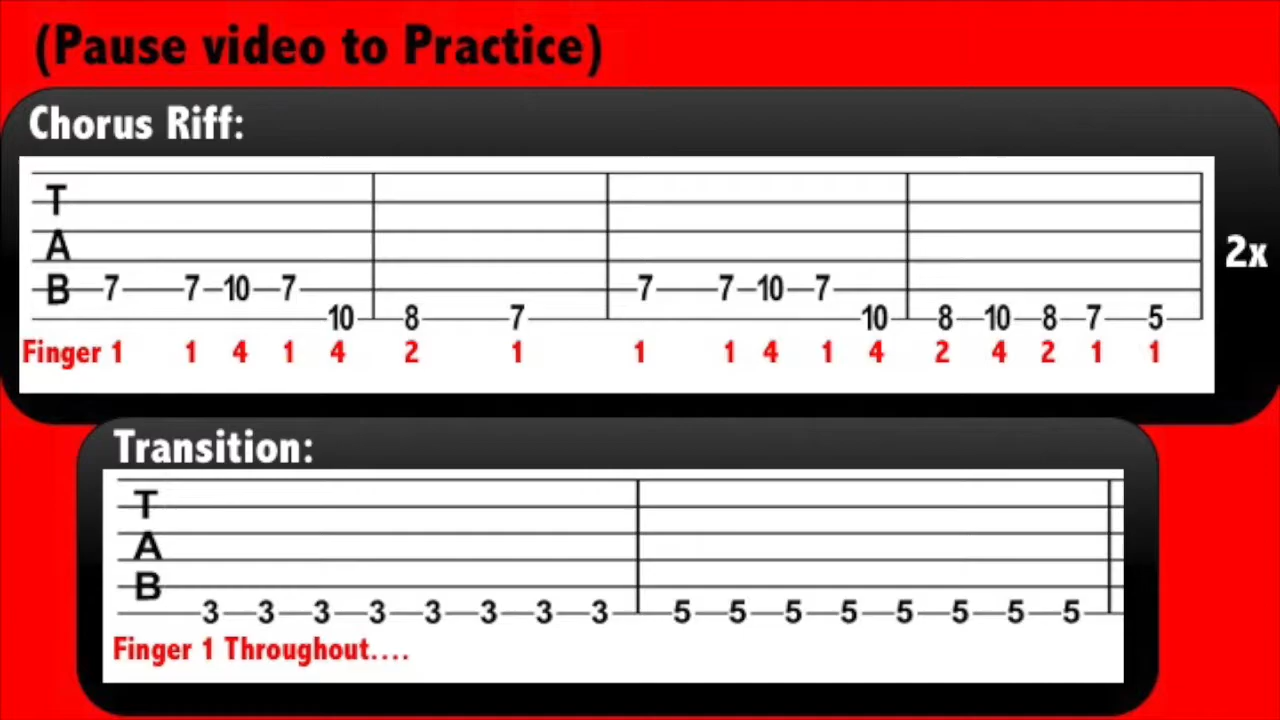 (Pause video to Practice)
Chorus Riff:
T
A
B 7 7 10 7 7 7 10 7
10 8 7 10 8 10 8 7 5
2x
Finger 1 1 4 1 4 2 1 1 1 4 1 4 2 4 2 1 1
Transition:
T
A
B
3 3 3 3 3 3 3 3 5 5 5 5 5 5 5 5
Finger 1 Throughout....